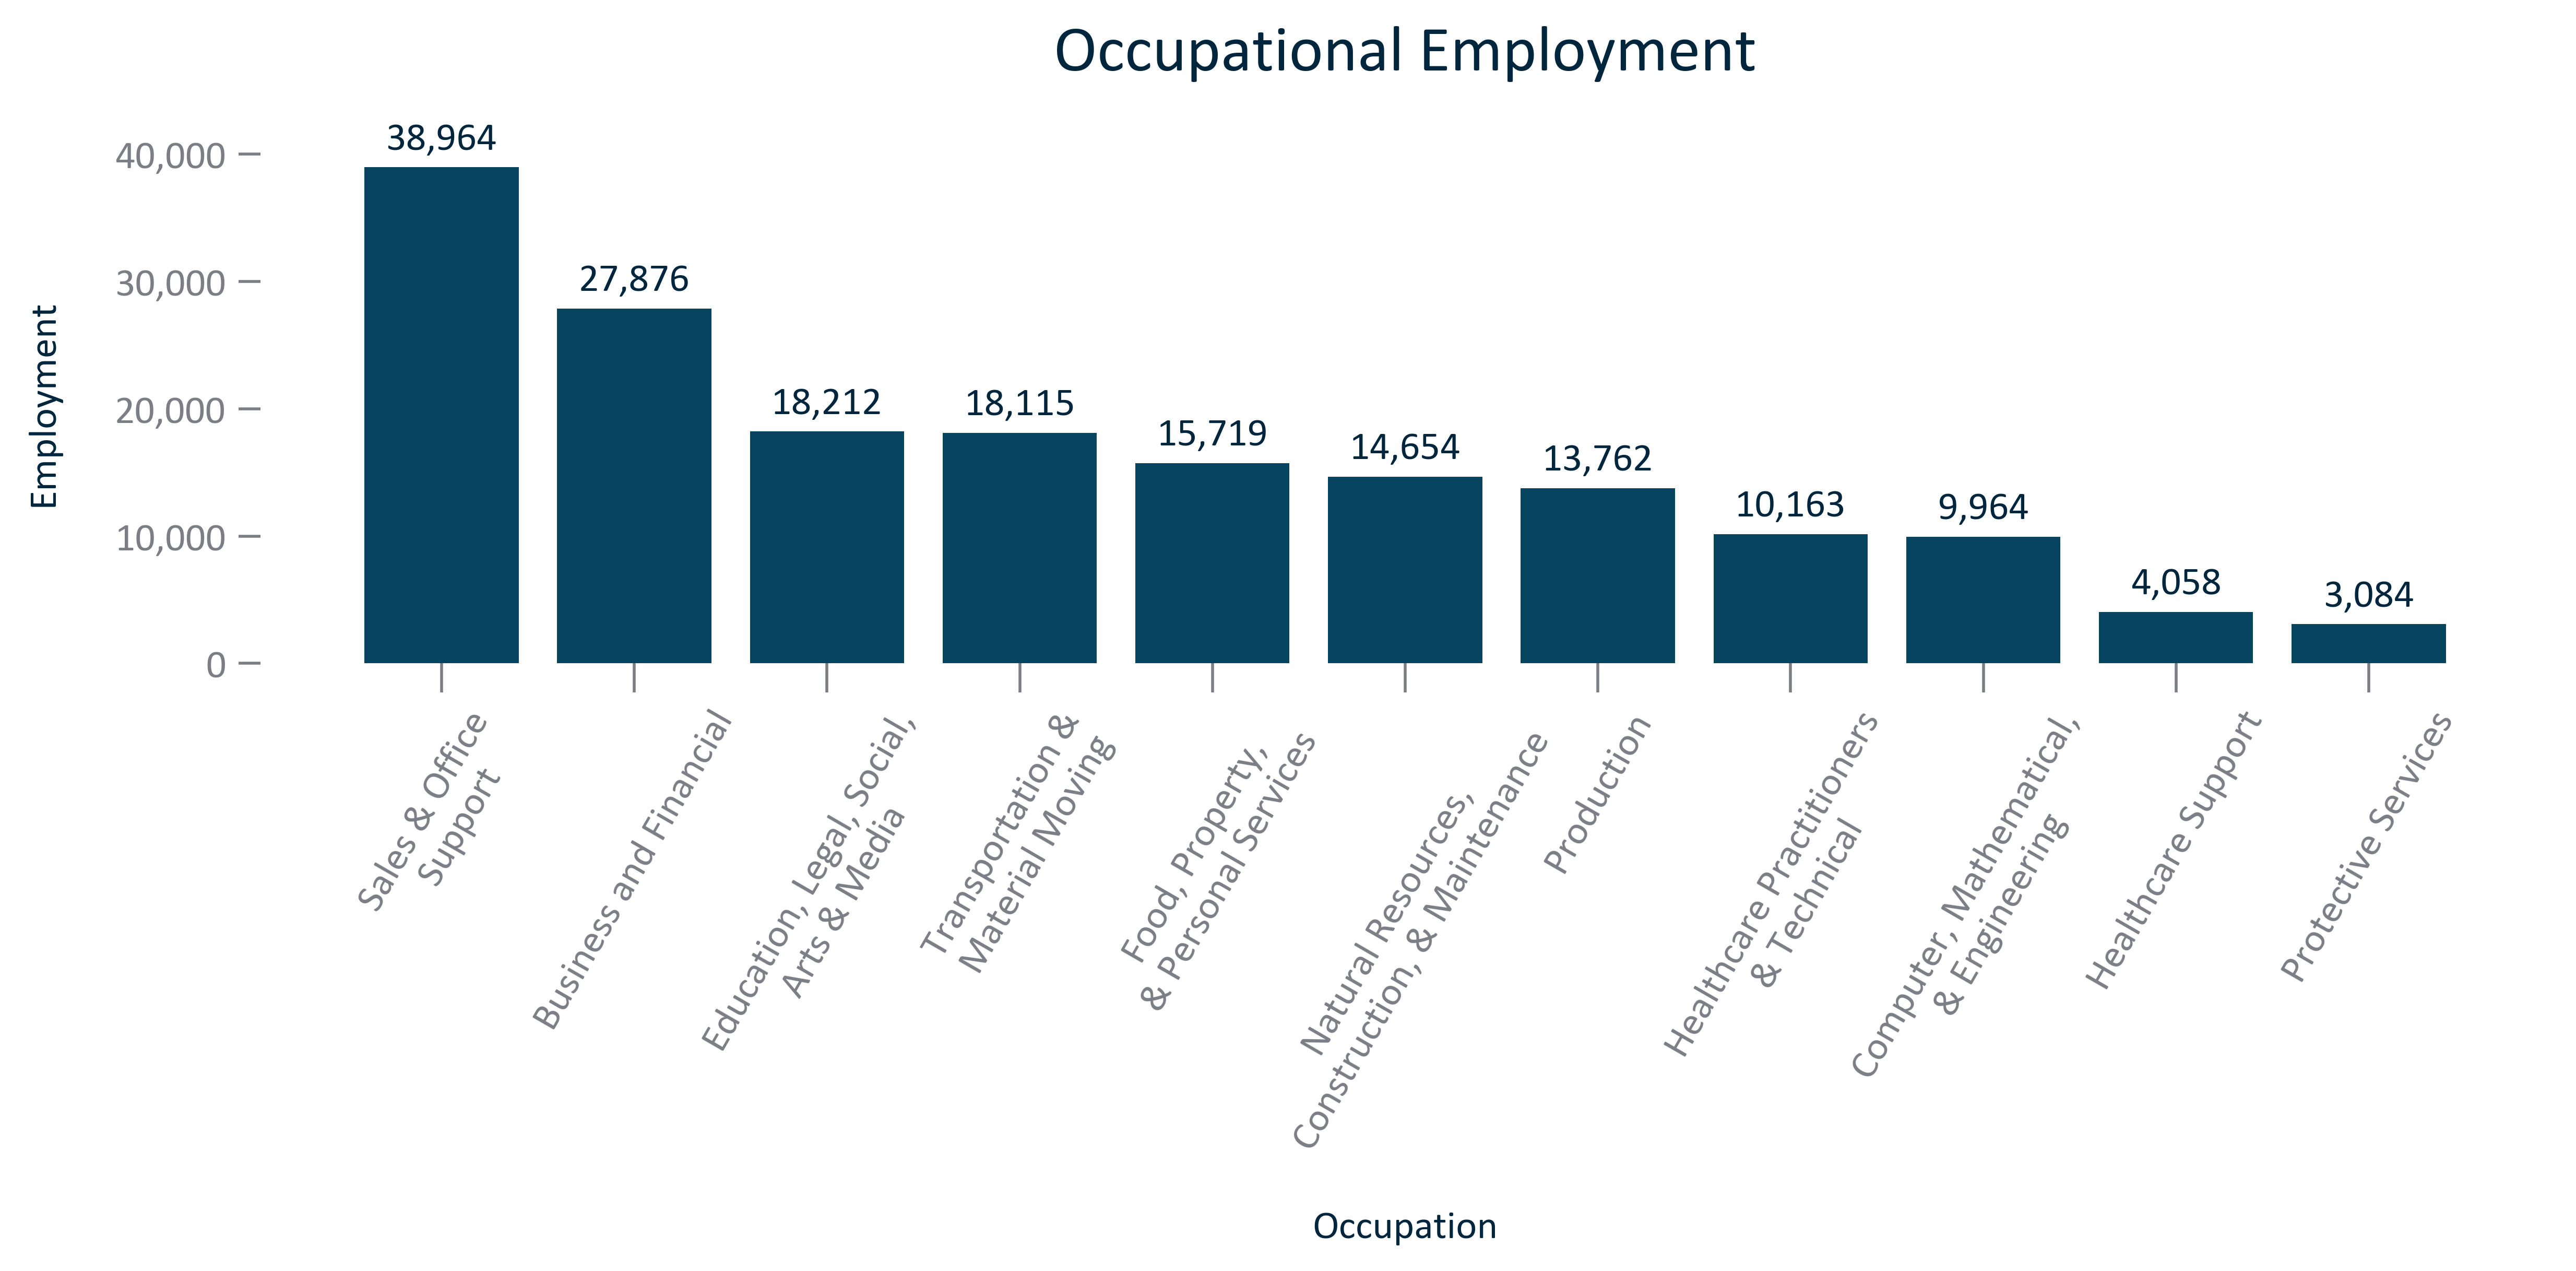 Occupational Employment
Employment
40,000
30,000
20,000
10,000
0
38,964
27,876
18,212
18,115
15,719
14,654
13,762
10,163
9,964
4,058
3,084
Sales & Office
Support
Business and Financial
Education, Legal, Social,
Arts & Media
Transportation &
Material Moving
Food, Property,
& Personal Services
Natural Resources,
Construction, & Maintenance
Production
Healthcare Practitioners
& Technical
Computer, Mathematical,
& Engineering
Healthcare Support
Protective Services
Occupation